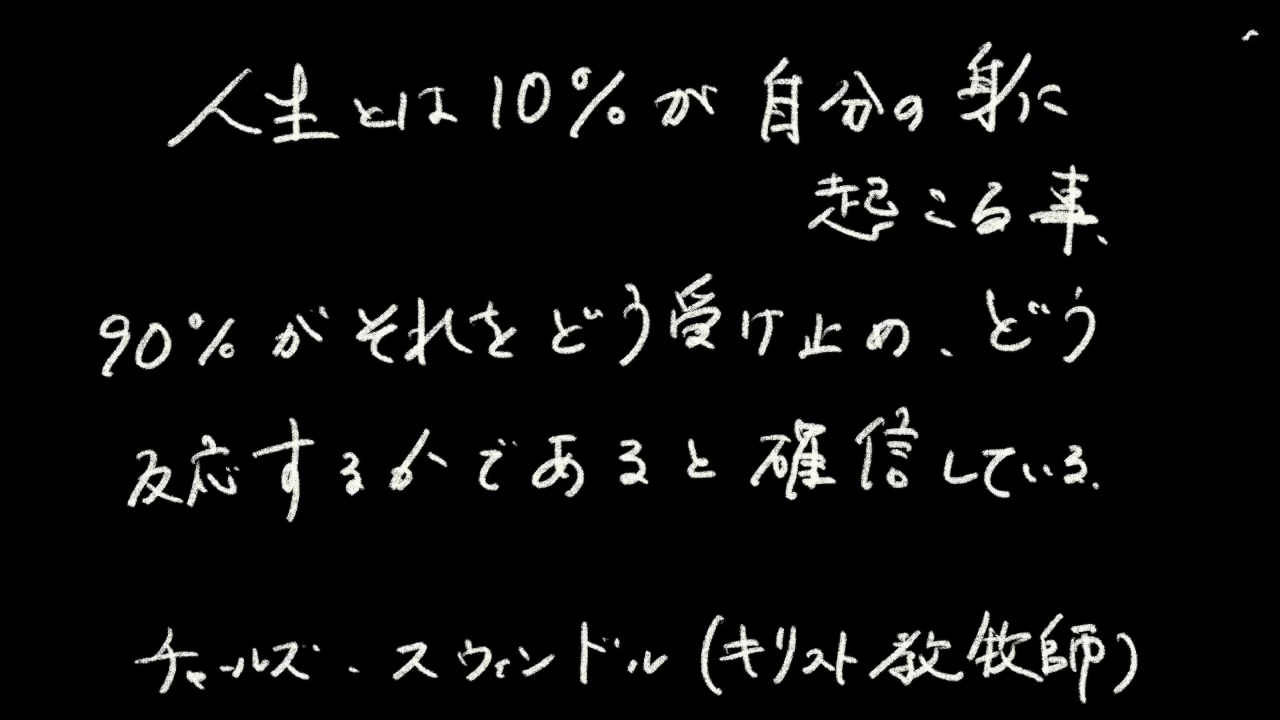 人生とは10%が自分の身に
起こる事、
90%がそれをどう受け止め、どう
反応するかであると確信している.
チャールズ・スウィンドル(キリスト教牧師)